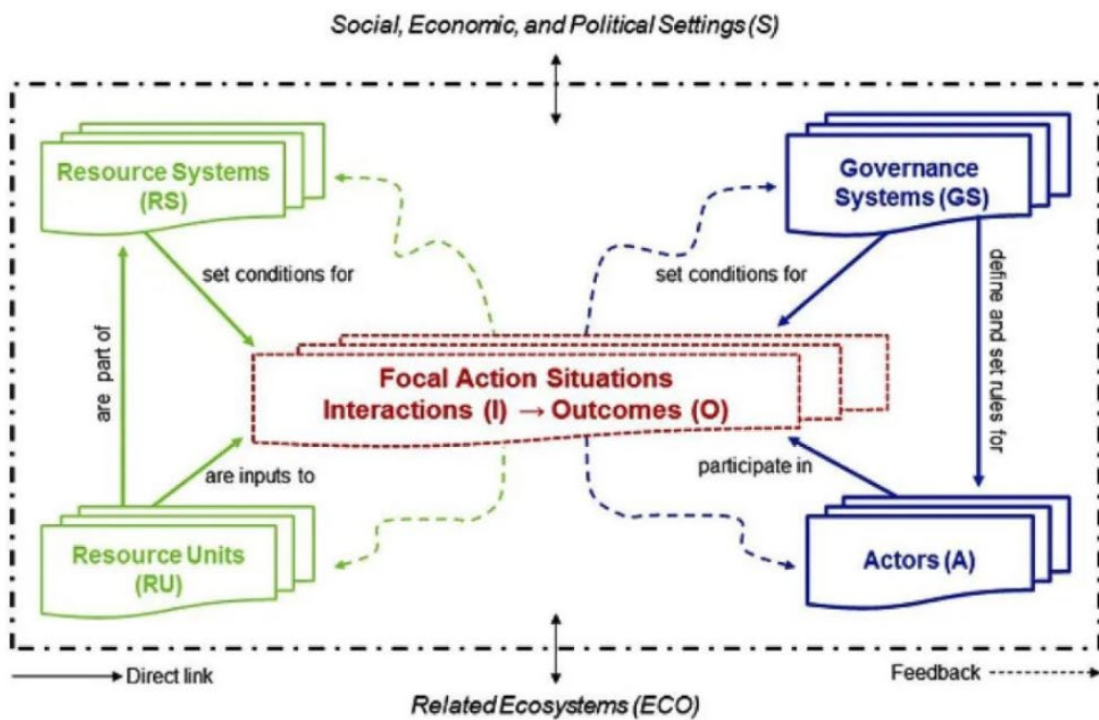 Social, Economic, and Political Settings (S)
Resource Systems
(RS)
Governance
Systems (GS)
set conditions for
set conditions for
are part of
define and set rules for
Focal Action Situations
Interactions (I) → Outcomes (O)
are inputs to
participate in
Resource Units
(RU)
Actors (A)
Direct link
Feedback
Related Ecosystems (ECO)